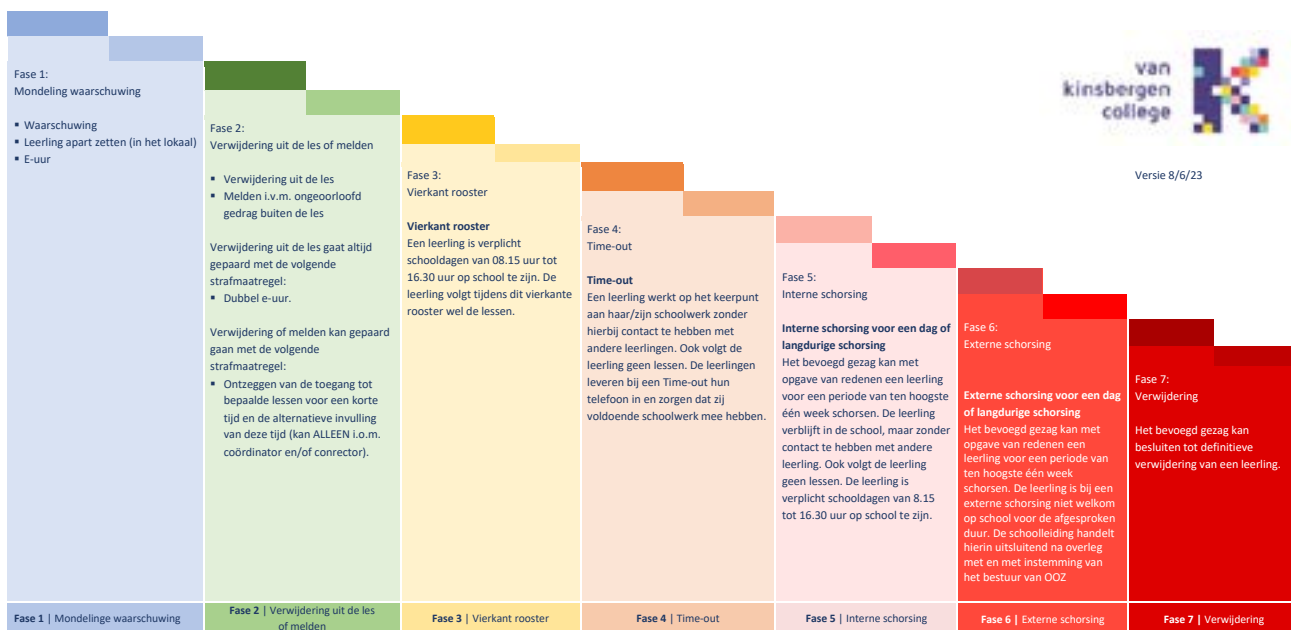 van
kinsbergen
college
Versie 8/6/23
Fase 1:
Mondeling waarschuwing
▪ Waarschuwing
▪ Leerling apart zetten (in het lokaal)
▪ E-uur
Fase 2:
Verwijdering uit de les of melden
▪ Verwijdering uit de les
▪ Melden i.v.m. ongeoorloofd
gedrag buiten de les
Verwijdering uit de les gaat altijd
gepaard met de volgende
strafmaatregel:
▪ Dubbel e-uur.
Verwijdering of melden kan gepaard
gaan met de volgende
strafmaatregel:
▪ Ontzeggen van de toegang tot
bepaalde lessen voor een korte
tijd en de alternatieve invulling
van deze tijd (kan ALLEEN i.o.m.
coördinator en/of conrector).
Fase 3:
Vierkant rooster
Vierkant rooster
Een leerling is verplicht
schooldagen van 08.15 uur tot
16.30 uur op school te zijn. De
leerling volgt tijdens dit vierkante
rooster wel de lessen.
Fase 4:
Time-out
Time-out
Een leerling werkt op het keerpunt
aan haar/zijn schoolwerk zonder
hierbij contact te hebben met
andere leerlingen. Ook volgt de
leerling geen lessen. De leerlingen
leveren bij een Time-out hun
telefoon in en zorgen dat zij
voldoende schoolwerk mee hebben.
Fase 5:
Interne schorsing
Interne schorsing voor een dag of
langdurige schorsing
Het bevoegd gezag kan met
opgave van redenen een leerling
voor een periode van ten hoogste
één week schorsen. De leerling
verblijft in de school, maar zonder
contact te hebben met andere
leerling. Ook volgt de leerling
geen lessen. De leerling is
verplicht schooldagen van 8.15
tot 16.30 uur op school te zijn.
Fase 6:
Externe schorsing
Externe schorsing voor een dag
of langdurige schorsing
Het bevoegd gezag kan met
opgave van redenen een
leerling voor een periode van
ten hoogste één week
schorsen. De leerling is bij een
externe schorsing niet welkom
op school voor de afgesproken
duur. De schoolleiding handelt
hierin uitsluitend na overleg
met en met instemming van
het bestuur van OOZ
Fase 7:
Verwijdering
Het bevoegd gezag kan
besluiten tot definitieve
verwijdering van een leerling.
Fase 1 | Mondelinge waarschuwing
Fase 2 | Verwijdering uit de les
of melden
Fase 3 | Vierkant rooster
Fase 4 | Time-out
Fase 5 | Interne schorsing
Fase 6 | Externe schorsing
Fase 7 | Verwijdering